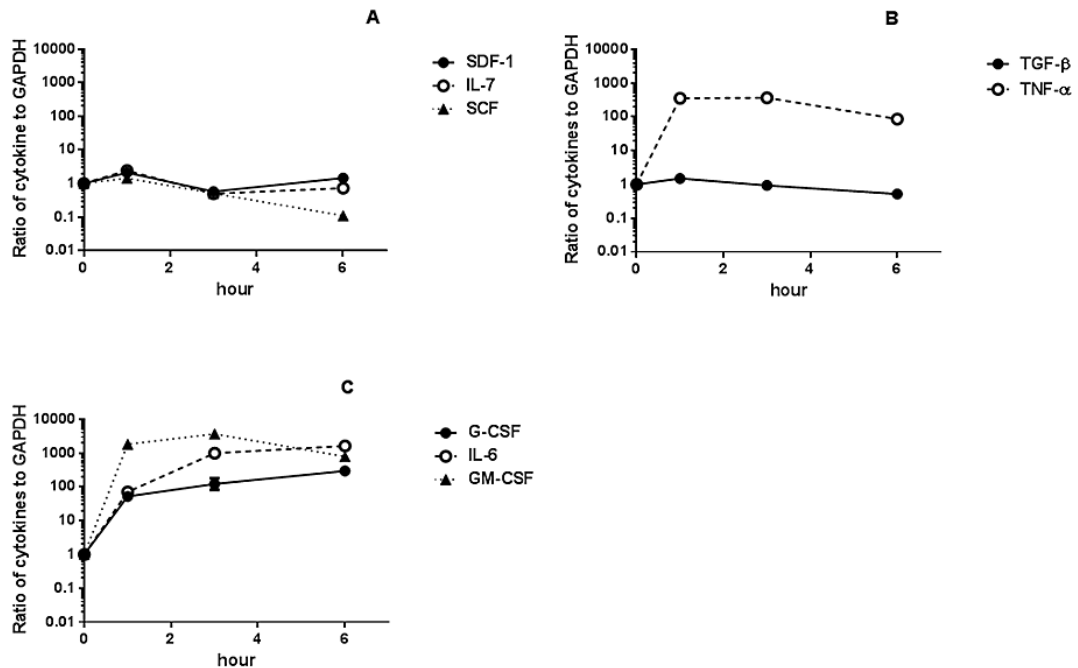 A
Ratio of cytokine to GAPDH
10000
1000
100
10
1
0.1
0.01
0 2 4 6
hour
SDF-1
IL-7
SCF
B
Ratio of cytokines to GAPDH
10000
1000
100
10
1
0.1
0.01
0 2 4 6
hour
TGF-β
TNF-α
C
Ratio of cytokines to GAPDH
10000
1000
100
10
1
0.1
0.01
0 2 4 6
hour
G-CSF
IL-6
GM-CSF